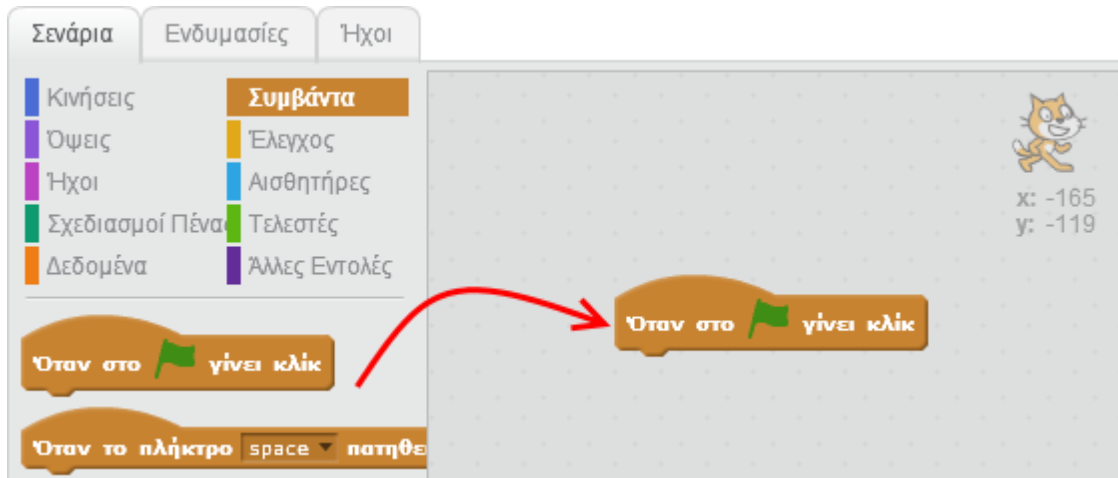 Σενάρια Ενδυμασίες Ήχοι
Κινήσεις Συμβάντα
Όψεις Έλεγχος
Ήχοι Αισθητήρες
Σχεδιασμοί Πένας Τελεστές
Δεδομένα Άλλες Εντολές
Όταν στο γίνει κλίκ
Όταν το πλήκτρο space πατηθε
x: -165
y: -119
Όταν στο γίνει κλίκ